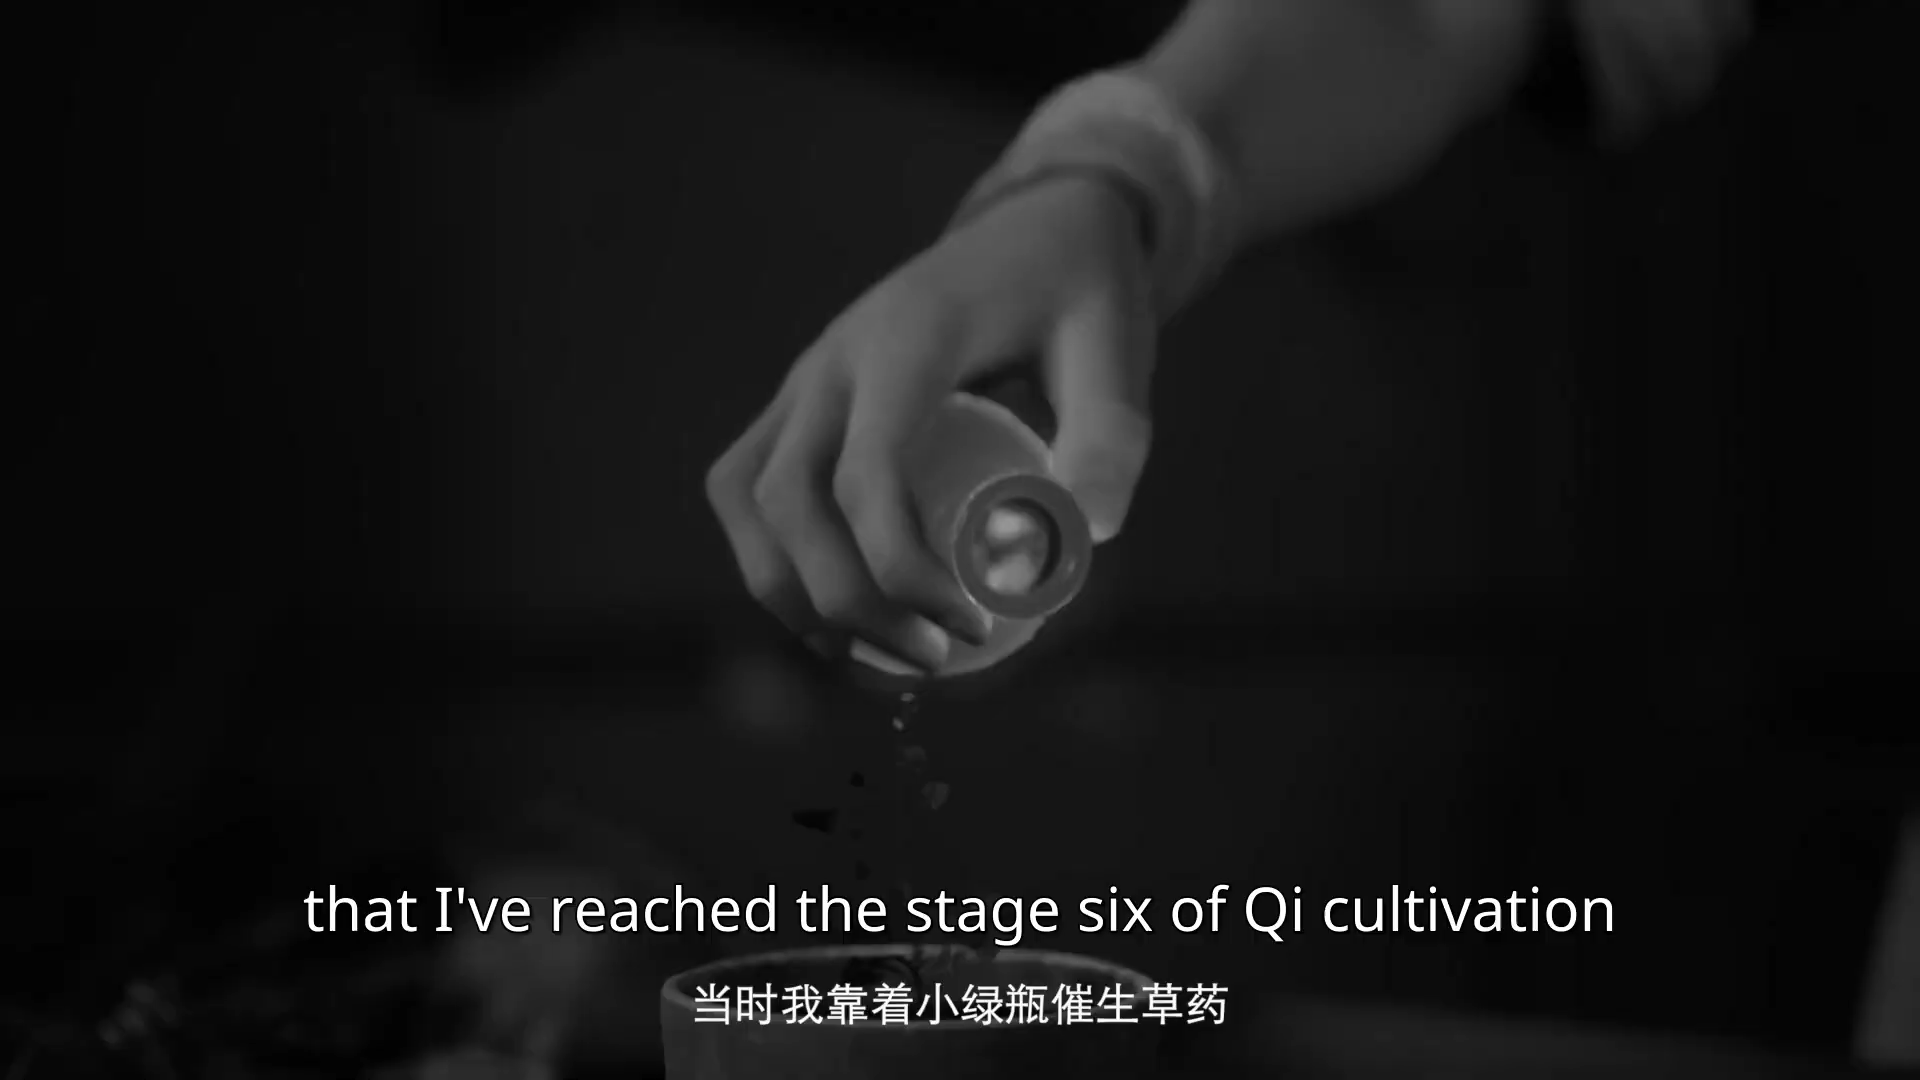 that I've reached the stage six of Qi cultivation
当时我靠着小绿瓶催生草药